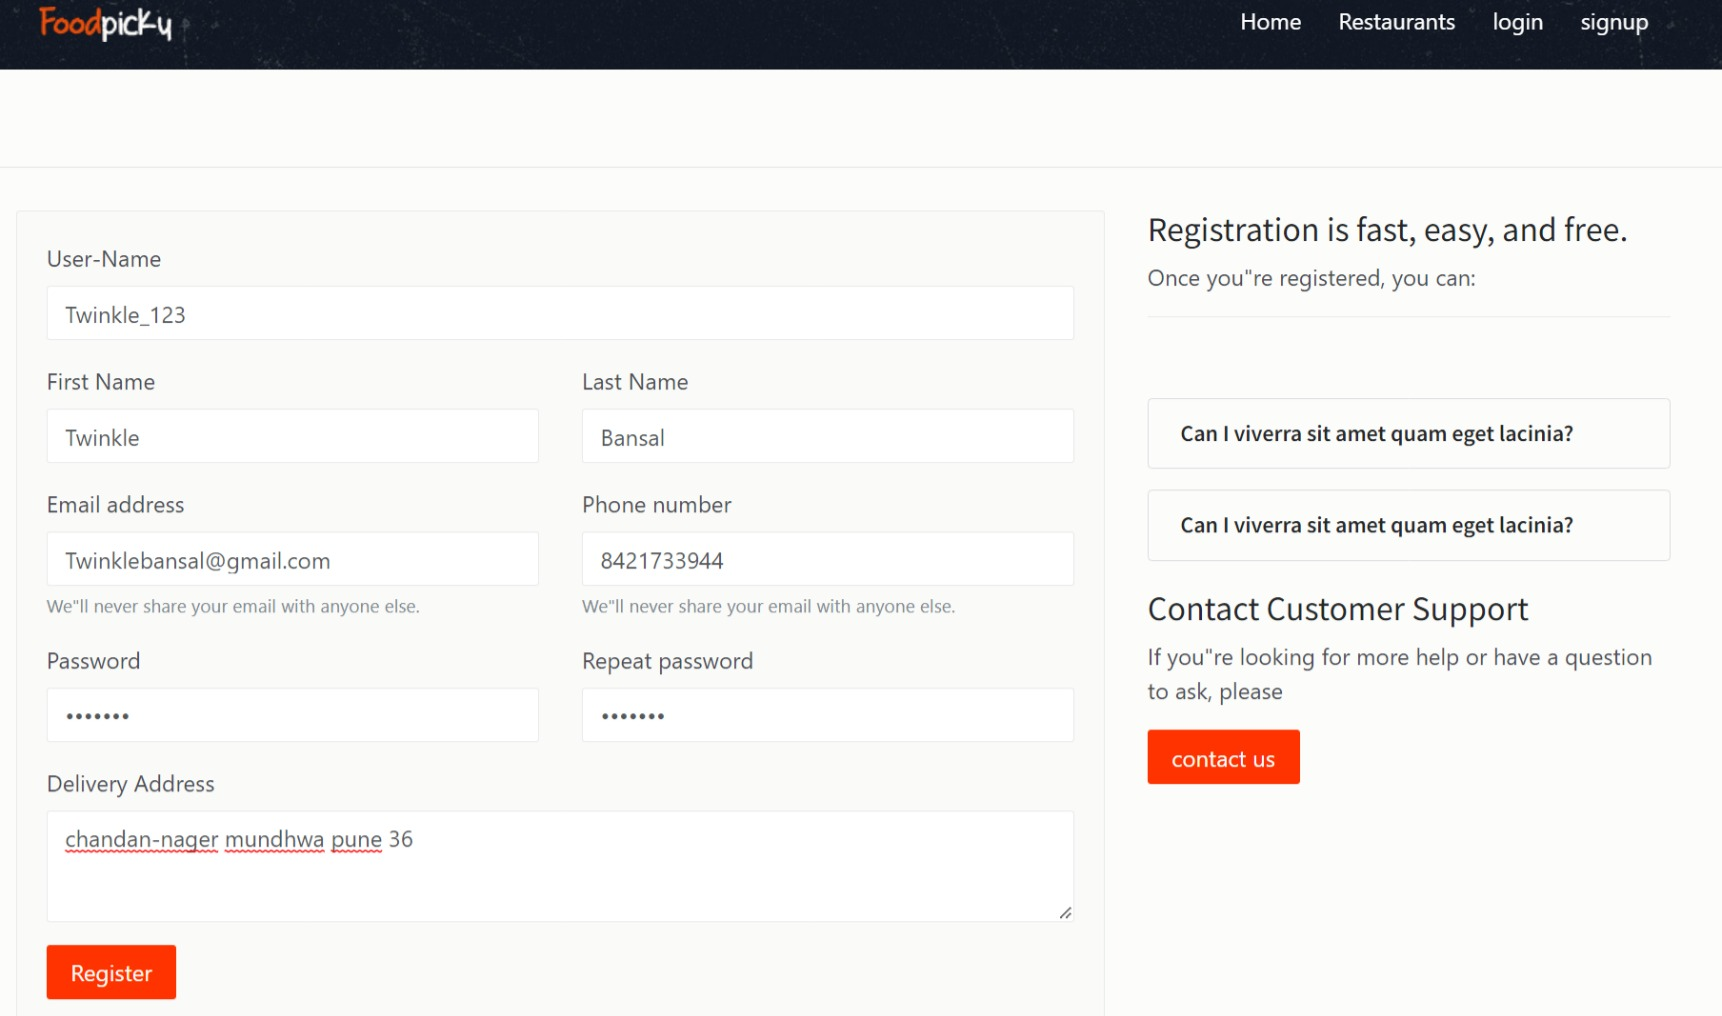 Foodpicky
Home Restaurants login signup
User-Name
Twinkle_123
First Name
Last Name
Twinkle
Bansal
Email address
Phone number
Twinklebansal@gmail.com
8421733944
We"ll never share your email with anyone else.
We"ll never share your email with anyone else.
Password
Repeat password
•••••••
•••••••
Delivery Address
chandan-nager mundhwa pune 36
Register
Registration is fast, easy, and free.
Once you"re registered, you can:
Can I viverra sit amet quam eget lacinia?
Can I viverra sit amet quam eget lacinia?
Contact Customer Support
If you"re looking for more help or have a question
to ask, please
contact us